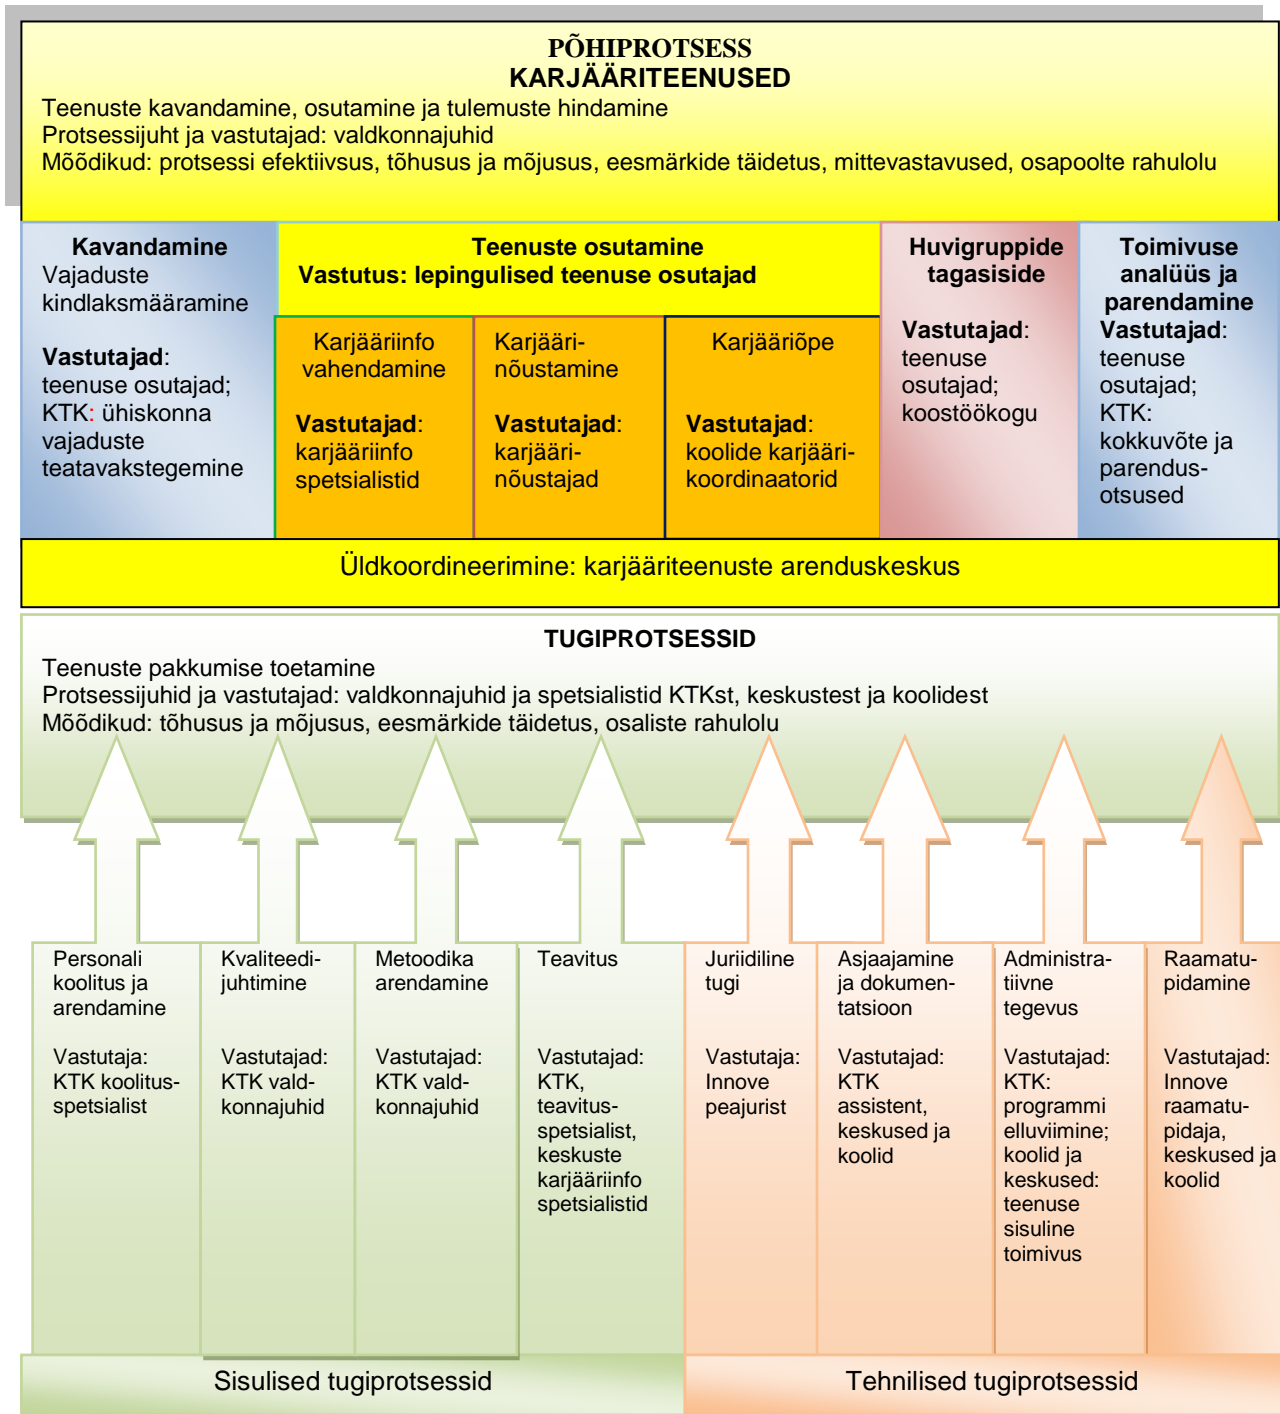 PÕHIPROTSESS
KARJÄÄRITEENUSED
Teenuste kavandamine, osutamine ja tulemuste hindamine
Protsessijuht ja vastutajad: valdkonnajuhid
Mõõdikud: protsessi efektiivsus, tõhusus ja mõjusus, eesmärkide täidetus, mittevastavused, osapoolte rahulolu
Kavandamine
Vajaduste
kindlaksmääramine
Vastutajad:
teenuse osutajad;
KTK: ühiskonna
vajaduste
teatavakstegemine
Teenuste osutamine
Vastutus: lepingulised teenuse osutajad
Karjääriinfo
vahendamine
Vastutajad:
karjääriinfo
spetsialistid
Karjääri-
nõustamine
Vastutajad:
karjääri-
nõustajad
Karjääriõpe
Vastutajad:
koolide karjääri-
koordinaatorid
Huvigruppide
tagasiside
Vastutajad:
teenuse
osutajad;
koostöökogu
Toimivuse
analüüs ja
parendamine
Vastutajad:
teenuse
osutajad;
KTK:
kokkuvõte ja
parendus-
otsused
Üldkoordineerimine: karjääriteenuste arenduskeskus
TUGIPROTSESSID
Teenuste pakkumise toetamine
Protsessijuhid ja vastutajad: valdkonnajuhid ja spetsialistid KTKst, keskustest ja koolidest
Mõõdikud: tõhusus ja mõjusus, eesmärkide täidetus, osaliste rahulolu
Personali
koolitus ja
arendamine
Vastutaja:
KTK koolitus-
spetsialist
Kvaliteedi-
juhtimine
Vastutajad:
KTK vald-
konnajuhid
Metoodika
arendamine
Vastutajad:
KTK vald-
konnajuhid
Teavitus
Vastutajad:
KTK,
teavitus-
spetsialist,
keskuste
karjääriinfo
spetsialistid
Juriidiline
tugi
Vastutaja:
Innove
peajurist
Asjaajamine
ja dokumen-
tatsioon
Vastutajad:
KTK
assistent,
keskused ja
koolid
Administra-
tiivne
tegevus
Vastutajad:
KTK:
programmi
elluviimine;
koolid ja
keskused:
teenuse
sisuline
toimivus
Raamatu-
pidamine
Vastutajad:
Innove
raamatu-
pidaja,
keskused ja
koolid
Sisulised tugiprotsessid
Tehnilised tugiprotsessid